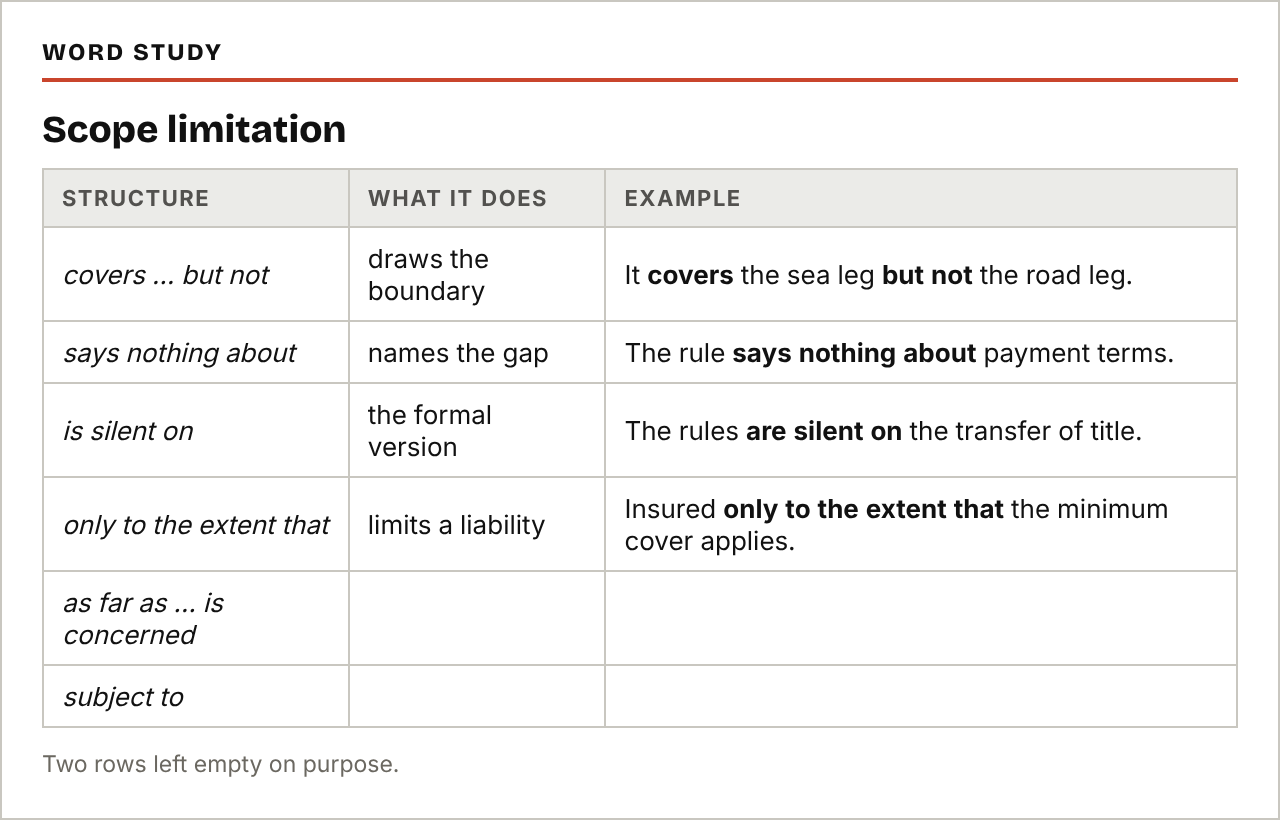 WORD STUDY
Scope limitation
STRUCTURE WHAT IT DOES EXAMPLE
covers ... but not
draws the
boundary
It covers the sea leg but not the road leg.
says nothing about
names the gap
The rule says nothing about payment terms.
is silent on
the formal
version
The rules are silent on the transfer of title.
only to the extent that
limits a liability
Insured only to the extent that the minimum
cover applies.
as far as ... is
concerned
subject to
Two rows left empty on purpose.